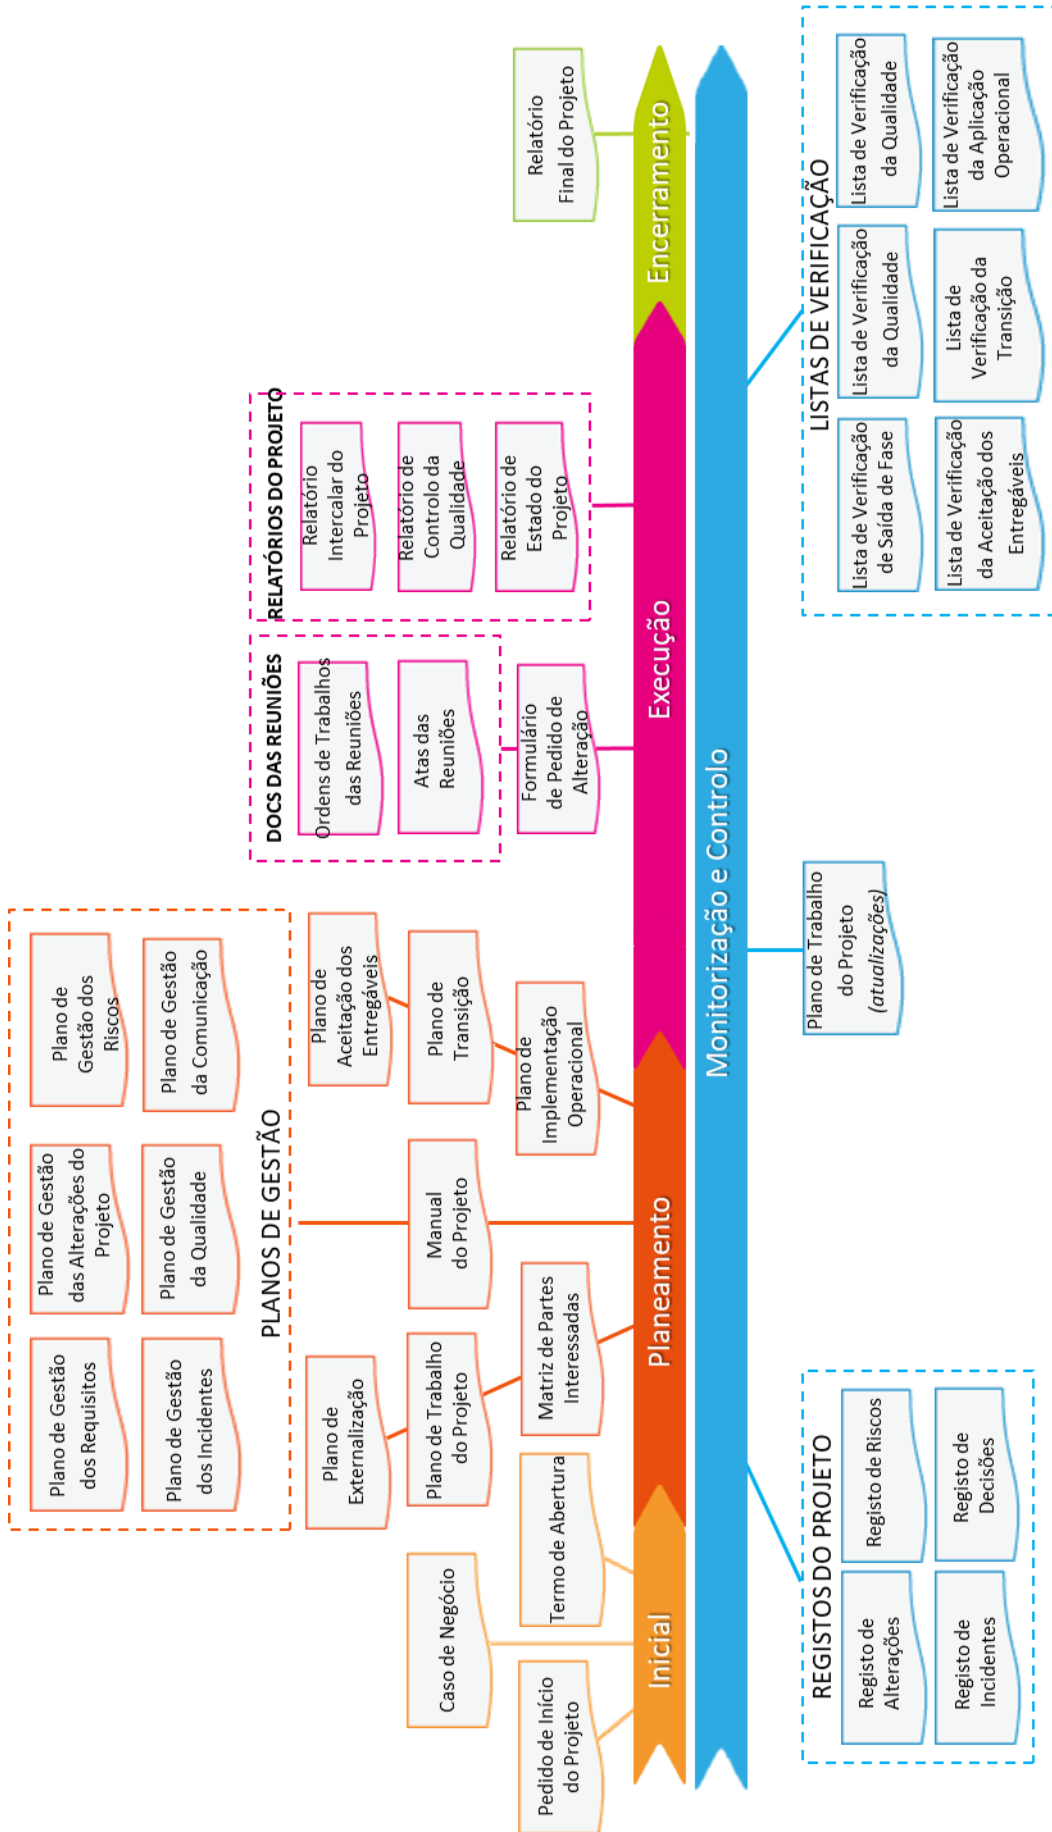 Plano de Gestão
dos Requisitos
Plano de Gestão
das Alterações do
Projeto
Plano de
Gestão dos
Riscos
Plano de Gestão
dos Incidentes
Plano de Gestão
da Qualidade
Plano de Gestão
da Comunicação
PLANOS DE GESTÃO
DOCS DAS REUNIÕES
RELATÓRIOS DO PROJETO
Plano de
Externalização
Plano de
Aceitação dos
Entregáveis
Ordens de Trabalhos
das Reuniões
Relatório
Intercalar do
Projeto
Caso de Negócio
Plano de Trabalho
do Projeto
Manual
do Projeto
Plano de
Transição
Atas das
Reuniões
Relatório de
Controlo da
Qualidade
Pedido de Início
do Projeto
Termo de Abertura
Matriz de Partes
Interessadas
Plano de
Implementação
Operacional
Formulário
de Pedido de
Alteração
Relatório de
Estado do
Projeto
Relatório
Final do Projeto
Inicial
Planeamento
Execução
Encerramento
Monitorização e Controlo
REGISTOS DO PROJETO
Registo de
Alterações
Registo de Riscos
Registo de
Incidentes
Registo de
Decisões
Plano de Trabalho
do Projeto
(atualizações)
LISTAS DE VERIFICAÇÃO
Lista de Verificação
de Saída de Fase
Lista de Verificação
da Qualidade
Lista de Verificação
da Qualidade
Lista de Verificação
da Aceitação dos
Entregáveis
Lista de
Verificação da
Transição
Lista de Verificação
da Aplicação
Operacional